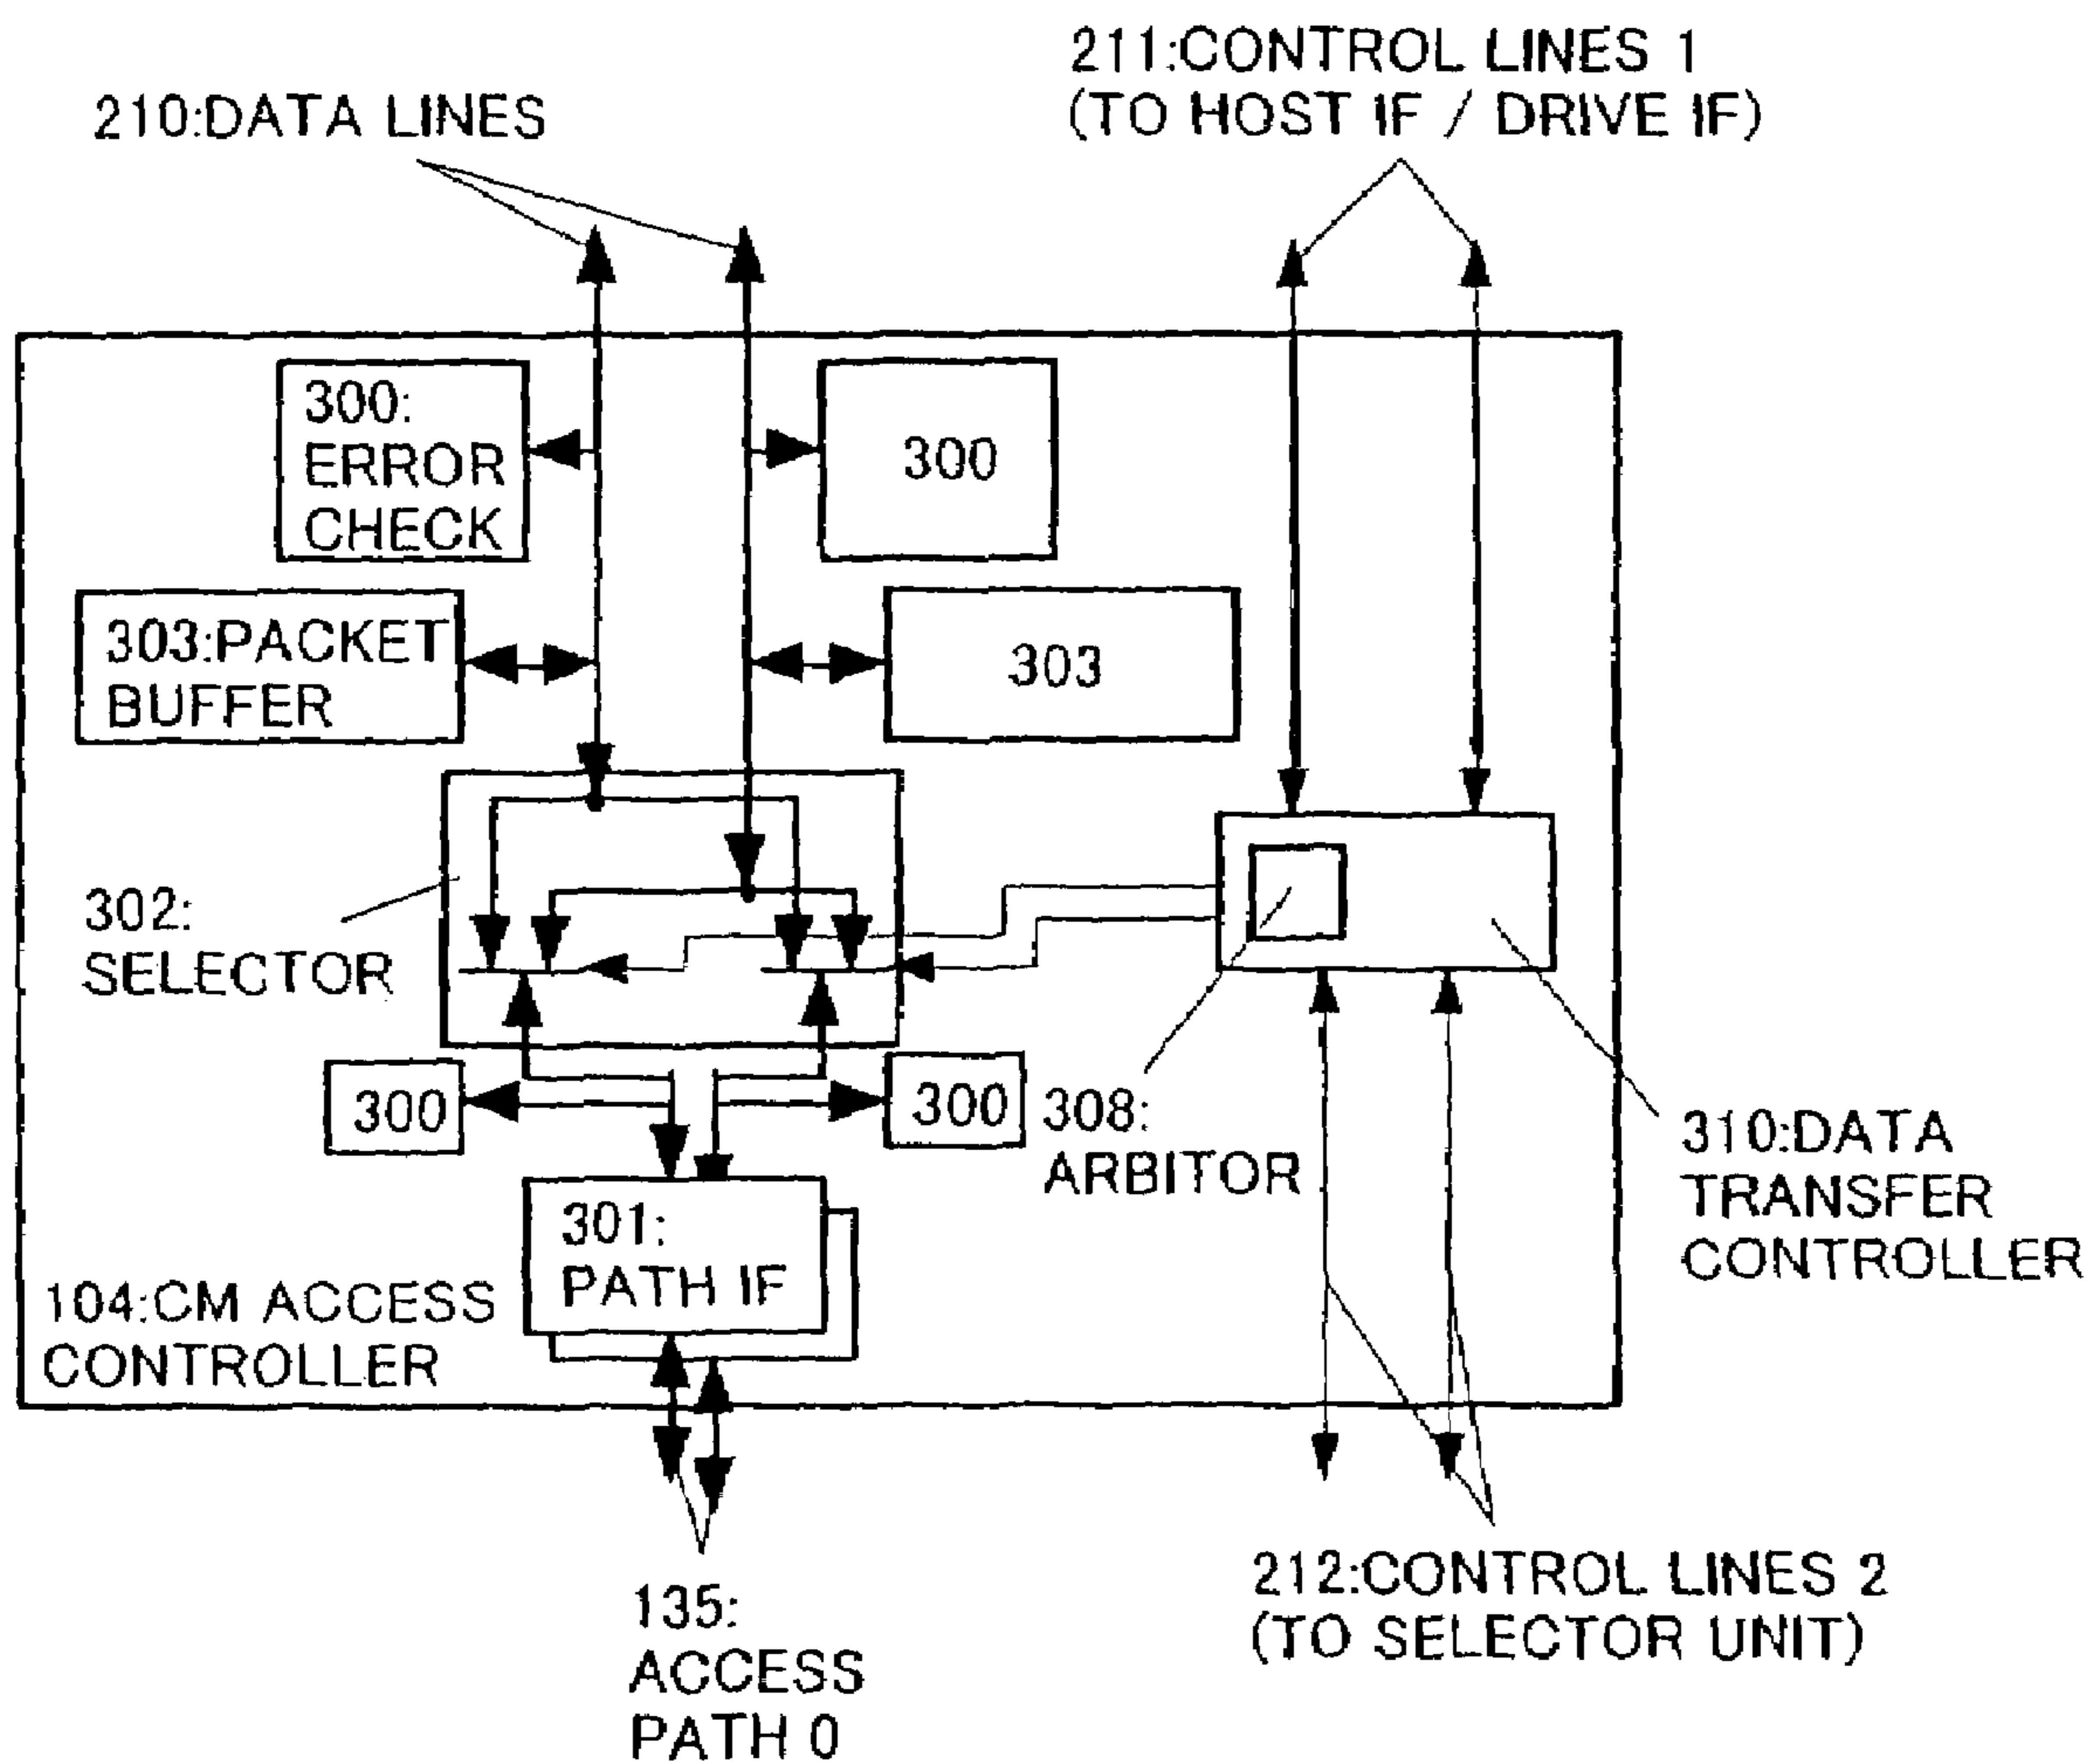 211:CONTROL LINES 1
(TO HOST IF / DRIVE IF)
210:DATA LINES
300:
ERROR
CHECK
300
303:PACKET
BUFFER
303
302:
SELECTOR
300
300
308:
ARBITOR
310:DATA
TRANSFER
CONTROLLER
301:
PATH IF
104:CM ACCESS
CONTROLLER
212:CONTROL LINES 2
(TO SELECTOR UNIT)
135:
ACCESS
PATH 0